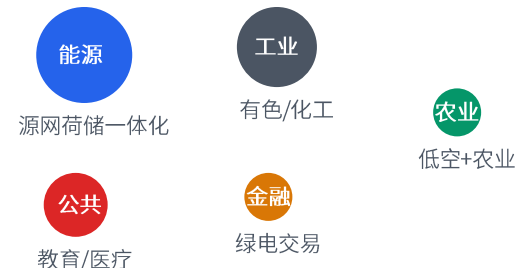 能源
源网荷储一体化
工业
有色/化工
农业
低空+农业
公共
教育/医疗
金融
绿电交易